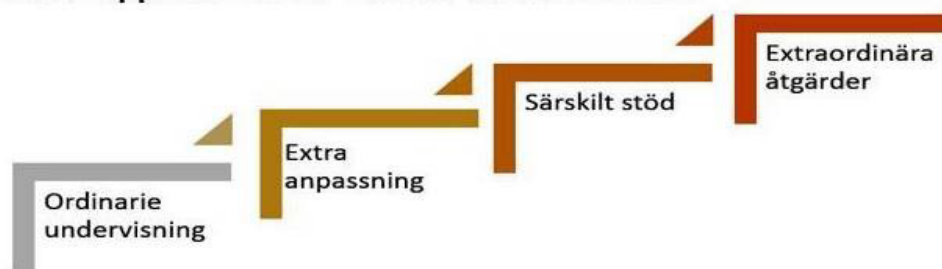 Ordinarie
undervisning
Extra
anpassning
Särskilt stöd
Extraordinära
åtgärder